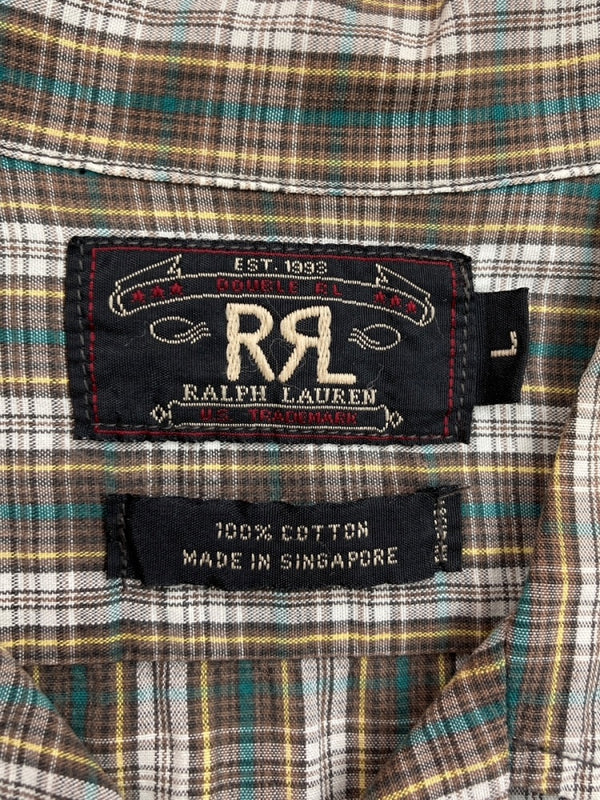 EST. 1993
DOUBLE RL
RRL
L
RALPH LAUREN
U.S. TRADEMARK
100% COTTON
MADE IN SINGAPORE